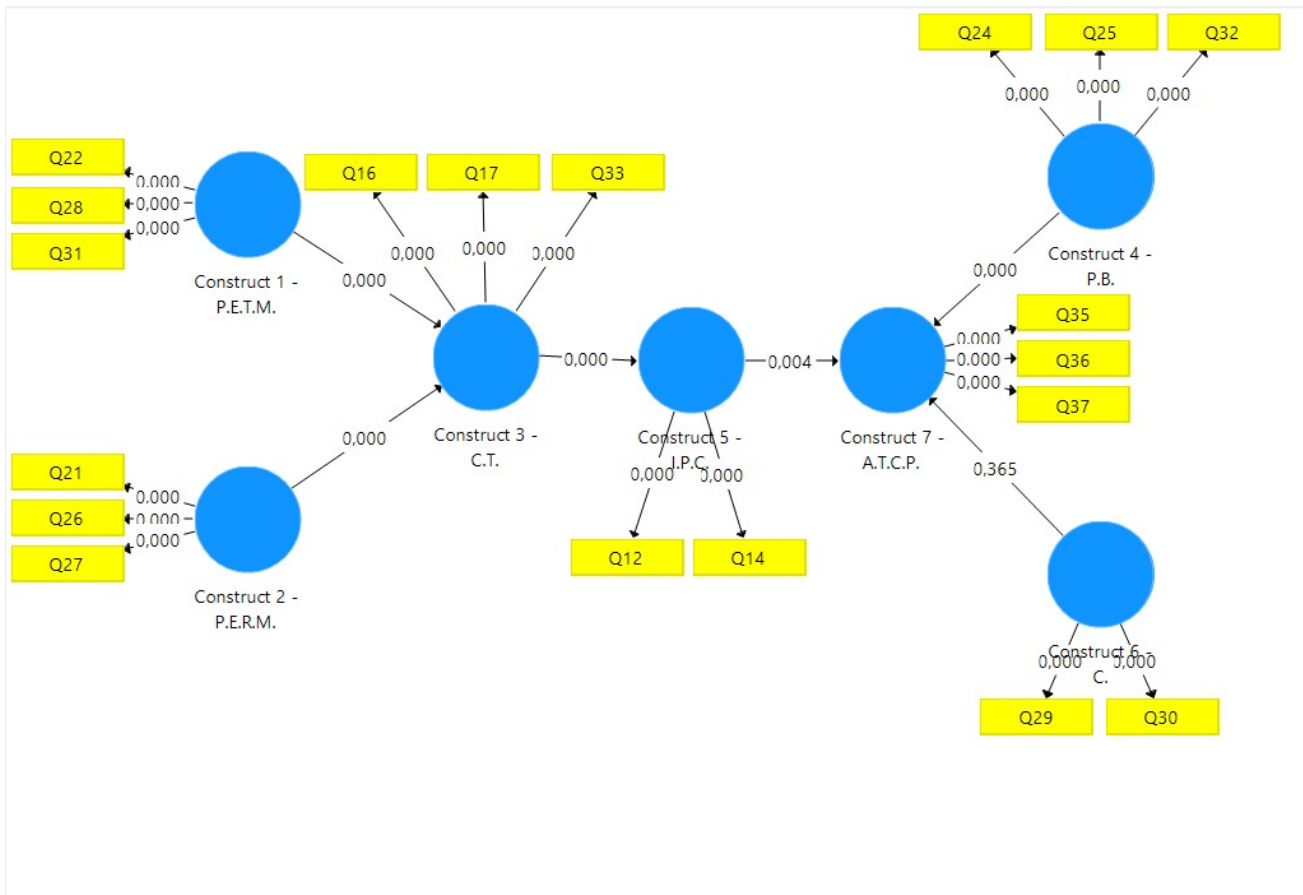 Q24
Q25
Q32
0,000
0,000
0,000
Q22
Q28
Q31
0,000
0,000
0,000
Q16
Q17
Q33
0,000
0,000
0,000
Construct 1 -
P.E.T.M.
0,000
Construct 4 -
P.B.
0,000
Q35
Q36
Q37
0,000
0,000
0,000
0,000
0,004
Construct 3 -
C.T.
Construct 5 -
I.P.C.
Construct 7 -
A.T.C.P.
0,000
0,000
0,000
0,365
Q21
Q26
Q27
0,000
0,000
0,000
Q12
Q14
Construct 2 -
P.E.R.M.
Construct 6 -
C.
0,000
0,000
Q29
Q30